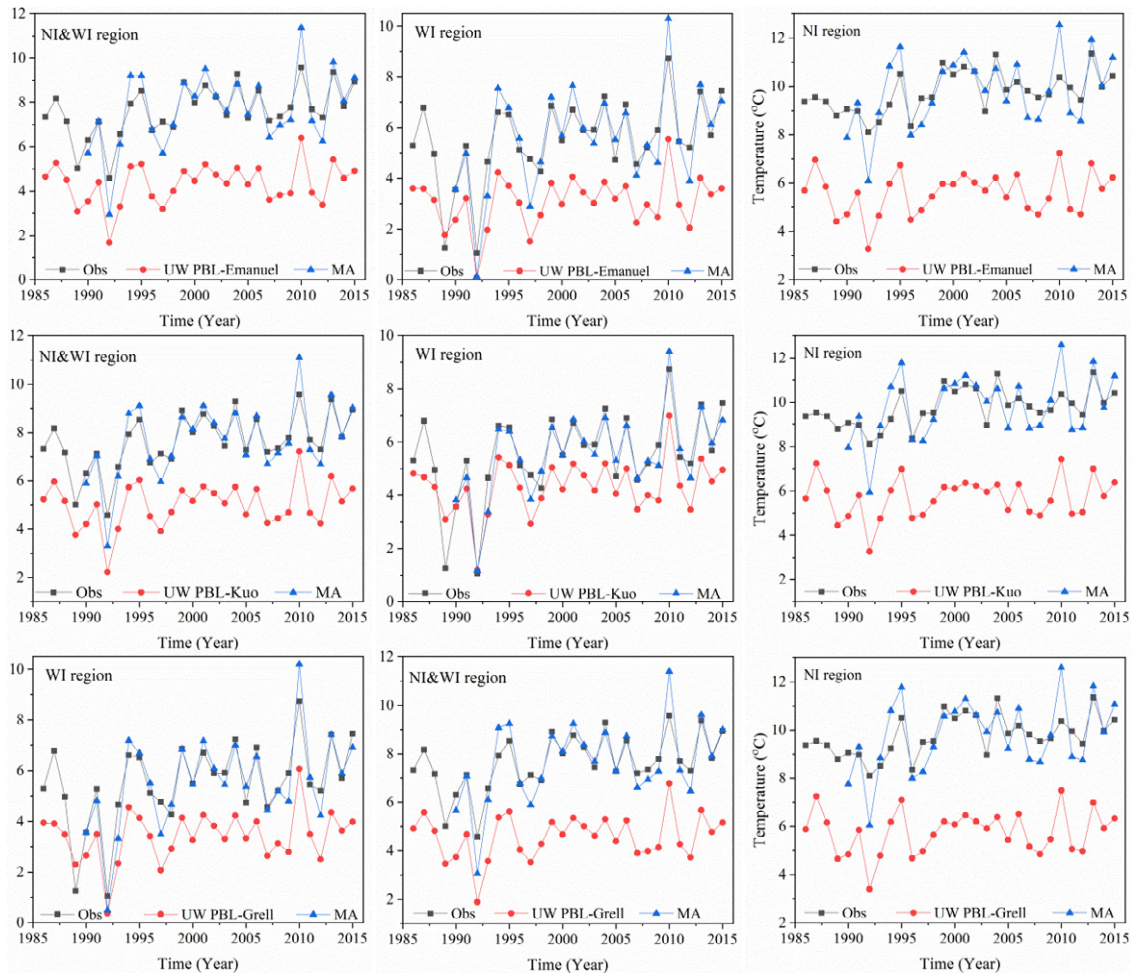 NI&WI region
12
10
8
6
4
2
0
Obs UW PBL-Emanuel MA
1985 1990 1995 2000 2005 2010 2015
Time (Year)
WI region
10
8
6
4
2
0
Obs UW PBL-Emanuel MA
1985 1990 1995 2000 2005 2010 2015
Time (Year)
NI region
Temperature (°C)
12
10
8
6
4
2
Obs UW PBL-Emanuel MA
1985 1990 1995 2000 2005 2010 2015
Time (Year)
NI&WI region
12
10
8
6
4
2
Obs UW PBL-Kuo MA
1985 1990 1995 2000 2005 2010 2015
Time (Year)
WI region
10
8
6
4
2
0
Obs UW PBL-Kuo MA
1985 1990 1995 2000 2005 2010 2015
Time (Year)
NI region
Temperature (°C)
12
10
8
6
4
2
Obs UW PBL-Kuo MA
1985 1990 1995 2000 2005 2010 2015
Time (Year)
WI region
10
8
6
4
2
0
Obs UW PBL-Grell MA
1985 1990 1995 2000 2005 2010 2015
Time (Year)
NI&WI region
12
10
8
6
4
2
Obs UW PBL-Grell MA
1985 1990 1995 2000 2005 2010 2015
Time (Year)
NI region
Temperature (°C)
12
10
8
6
4
2
Obs UW PBL-Grell MA
1985 1990 1995 2000 2005 2010 2015
Time (Year)